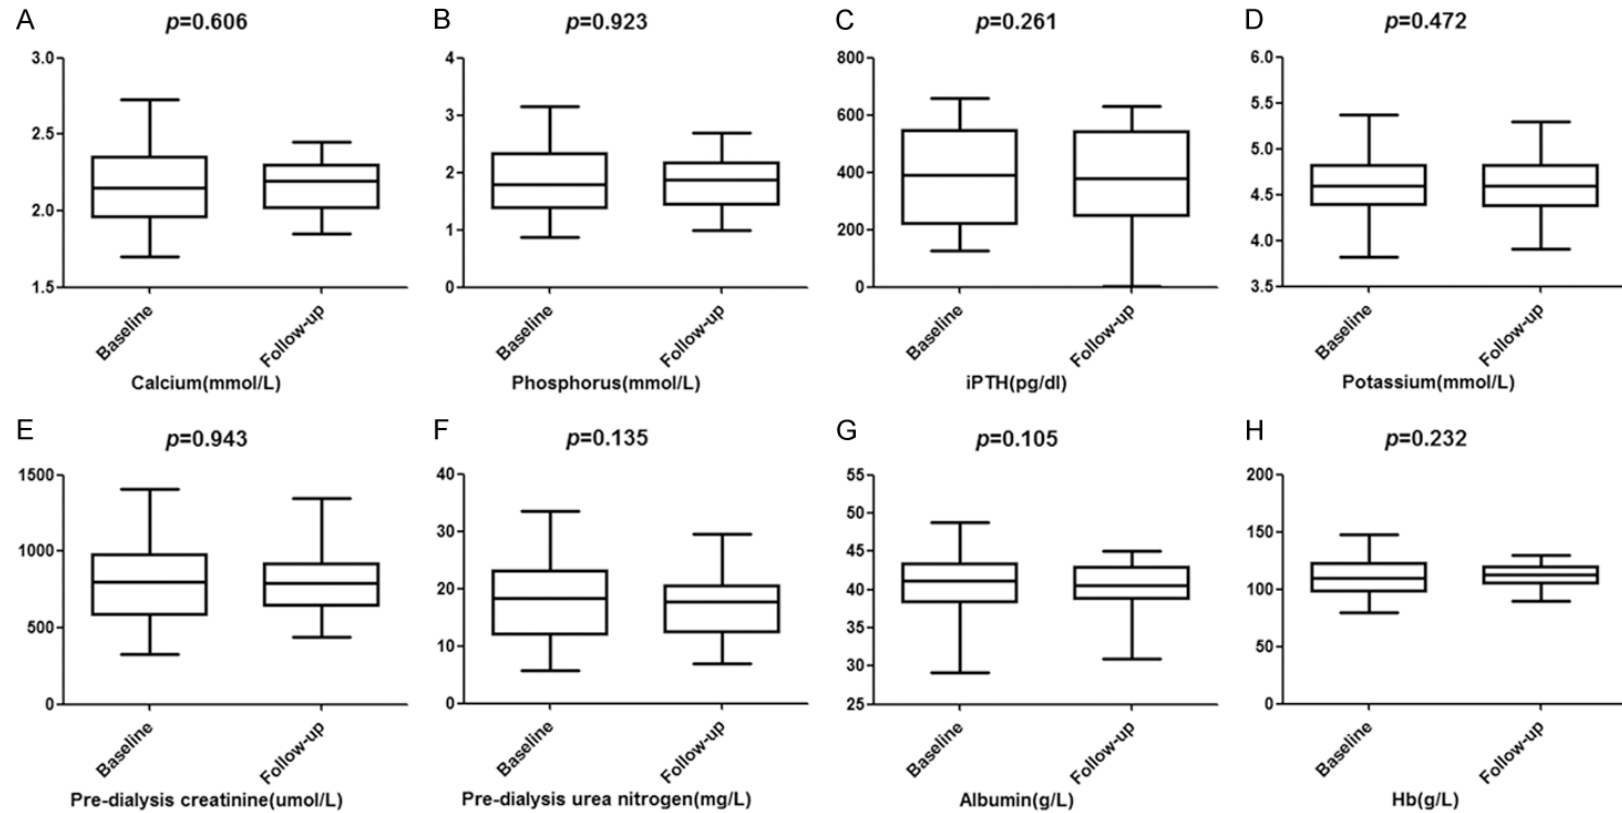 A p=0.606
B p=0.923
C p=0.261
D p=0.472
3.0
2.5
2.0
1.5
Baseline
Follow-up
Calcium(mmol/L)
4
3
2
1
0
Baseline
Follow-up
Phosphorus(mmol/L)
800
600
400
200
0
Baseline
Follow-up
iPTH(pg/dl)
6.0
5.5
5.0
4.5
4.0
3.5
Baseline
Follow-up
Potassium(mmol/L)
E p=0.943
F p=0.135
G p=0.105
H p=0.232
1500
1000
500
0
Baseline
Follow-up
Pre-dialysis creatinine(umol/L)
40
30
20
10
0
Baseline
Follow-up
Pre-dialysis urea nitrogen(mg/L)
55
50
45
40
35
30
25
Baseline
Follow-up
Albumin(g/L)
200
150
100
50
0
Baseline
Follow-up
Hb(g/L)